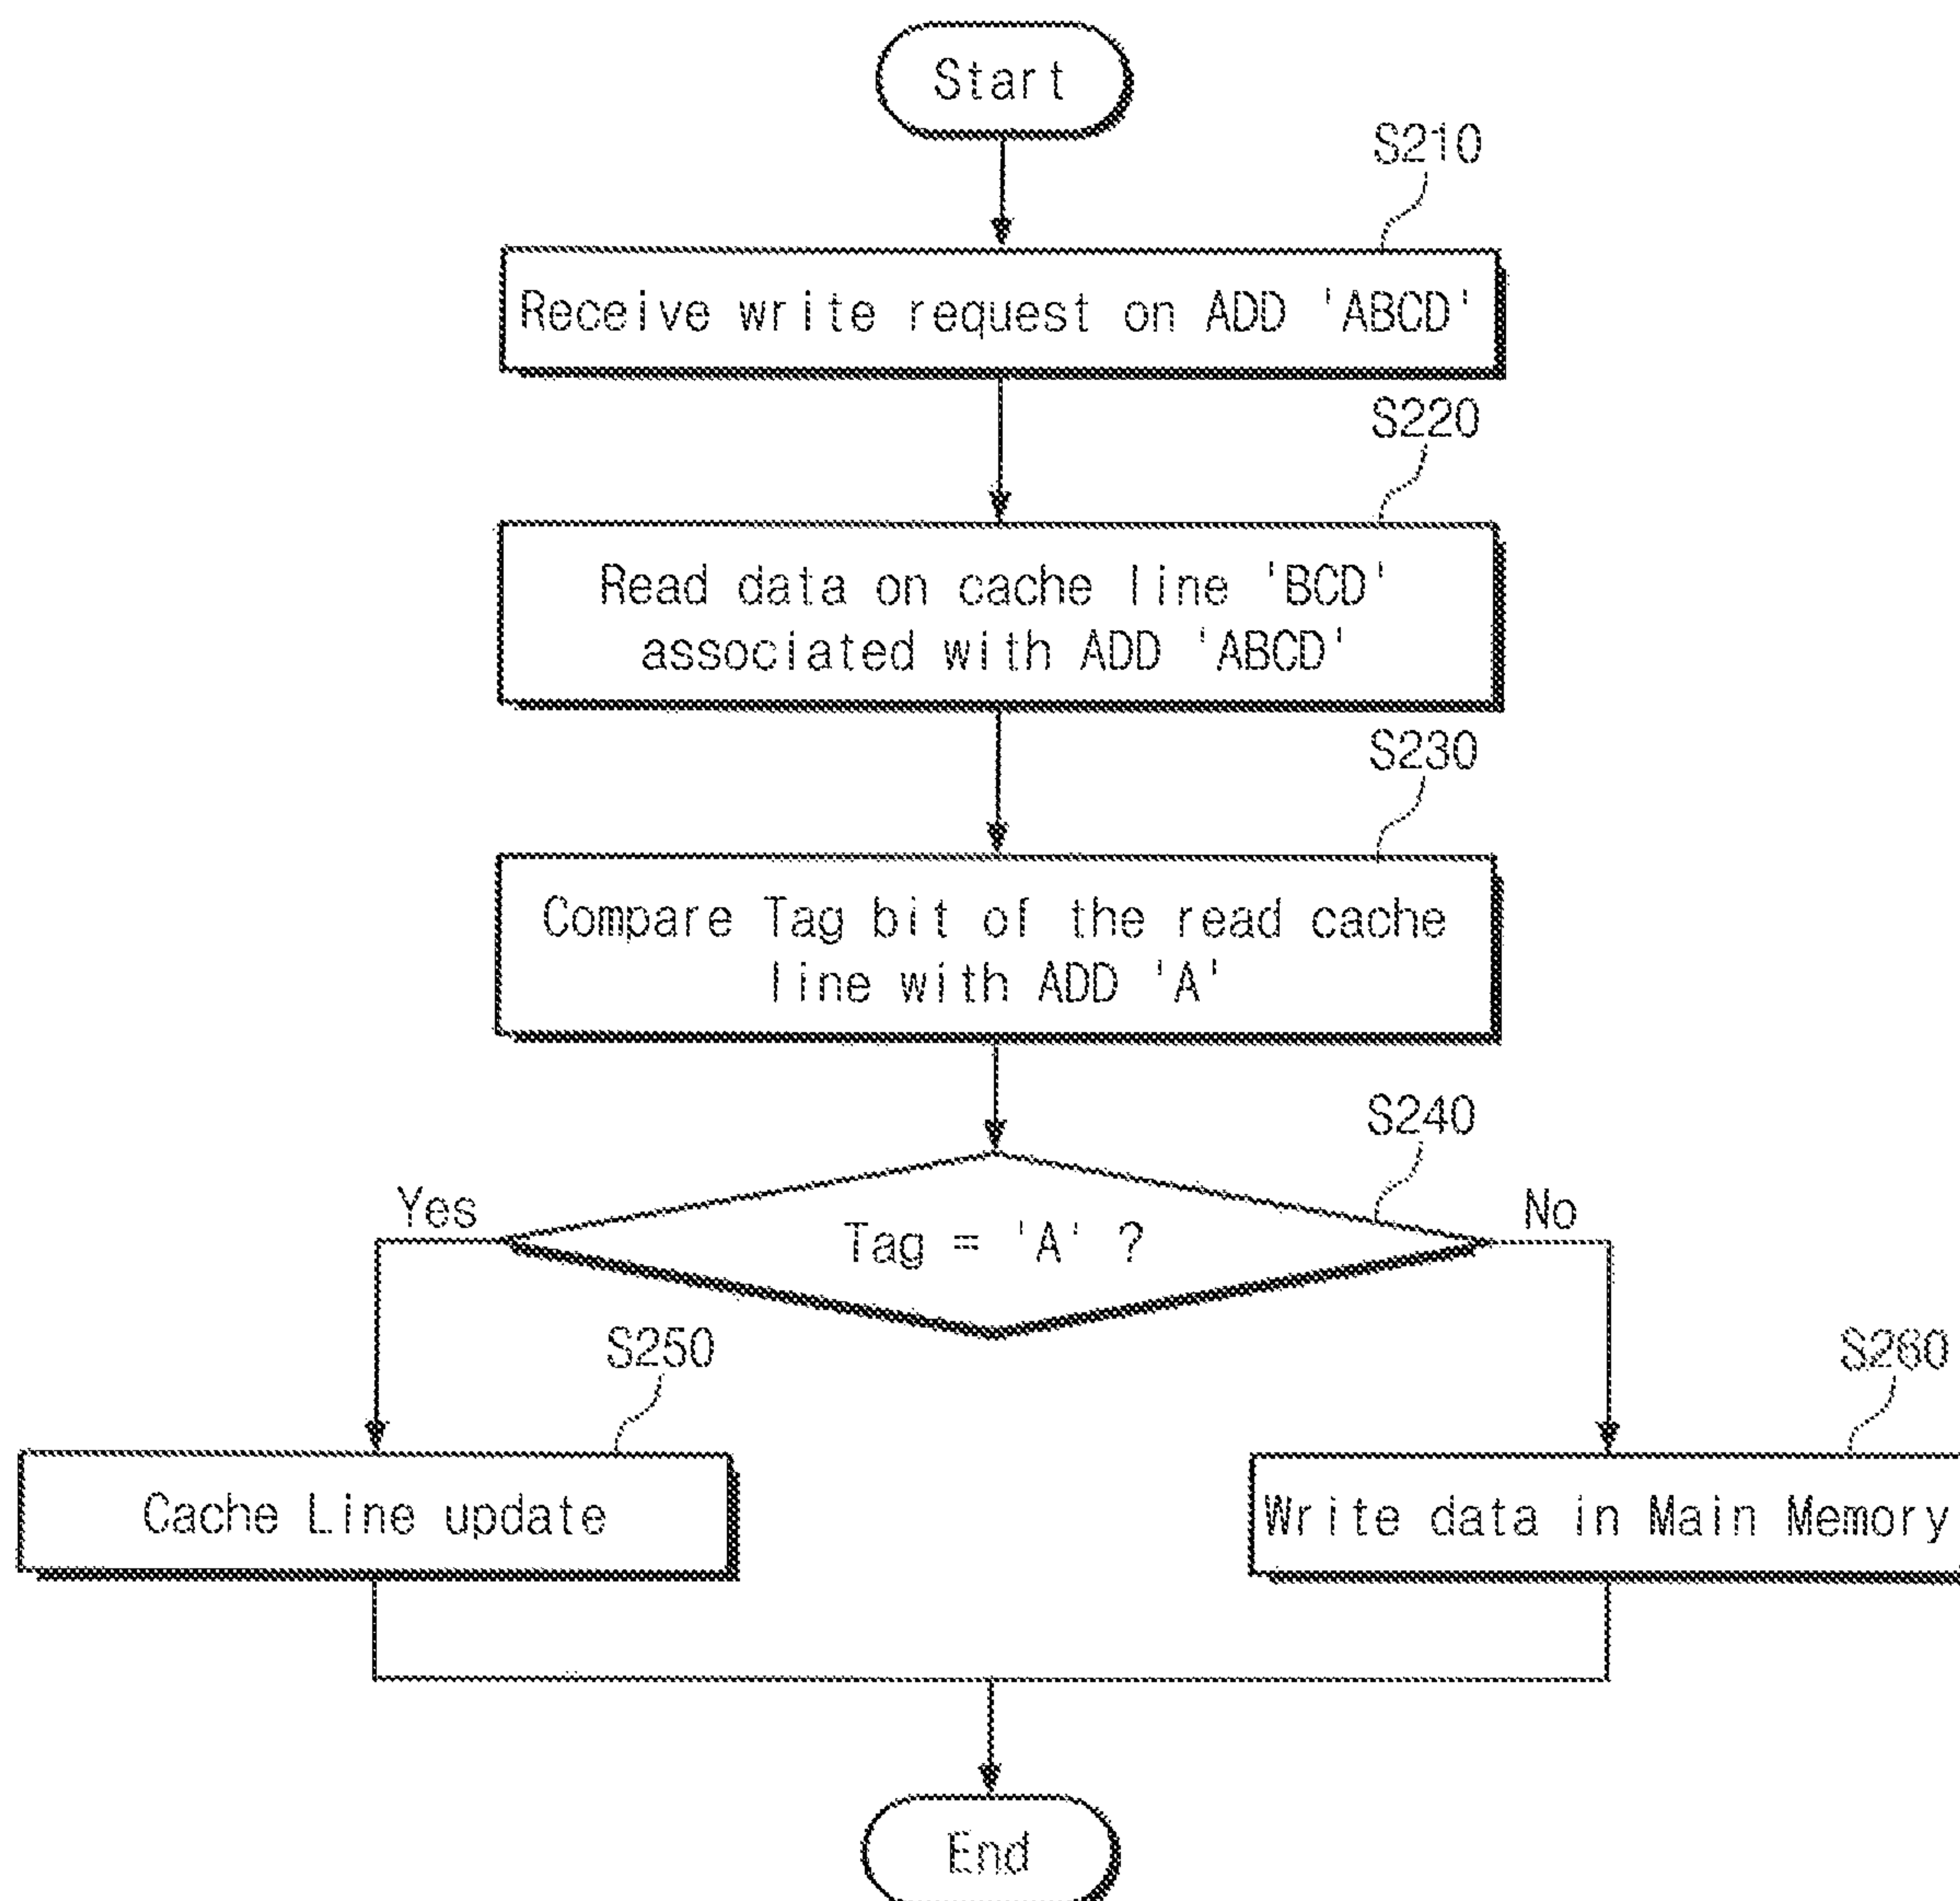 Start
S210
Receive write request on ADD 'ABCD'
S220
Read data on cache line 'BCD'
associated with ADD 'ABCD'
S230
Compare Tag bit of the read cache
line with ADD 'A'
S240
Yes
Tag = 'A' ?
No
S250
S260
Cache Line update
Write data in Main Memory
End